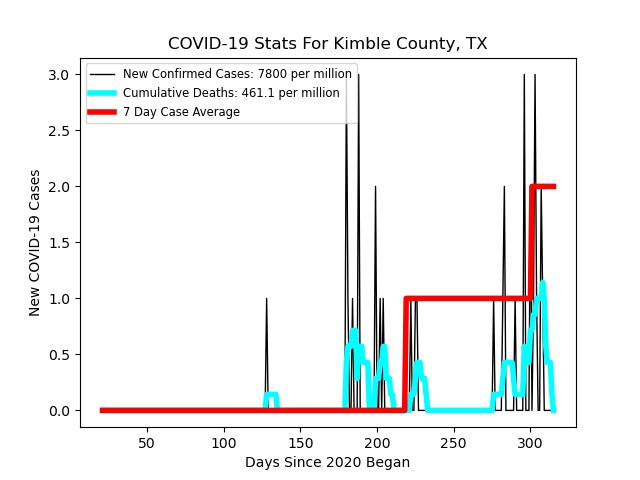 COVID-19 Stats For Kimble County, TX
New Confirmed Cases: 7800 per million
Cumulative Deaths: 461.1 per million
7 Day Case Average
New COVID-19 Cases
3.0
2.5
2.0
1.5
1.0
0.5
0.0
50 100 150 200 250 300
Days Since 2020 Began